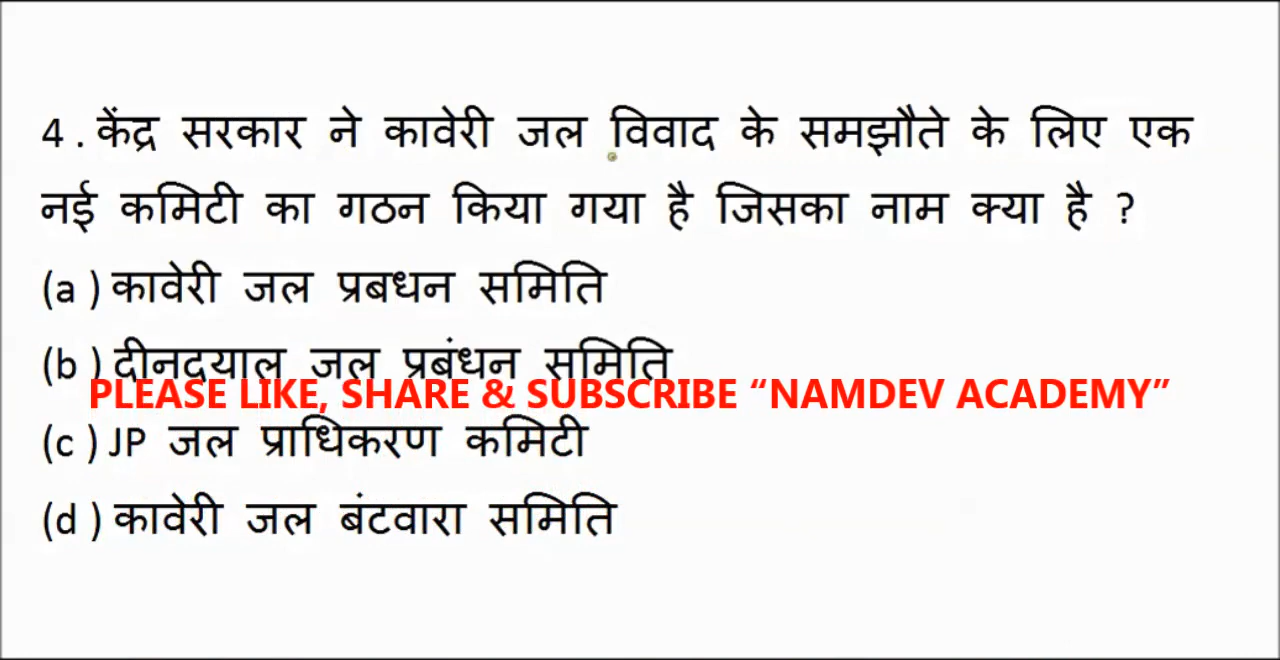 4 . केंद्र सरकार ने कावेरी जल विवाद के समझौते के लिए एक
नई कमिटी का गठन किया गया है जिसका नाम क्या है ?
(a ) कावेरी जल प्रबधन समिति
(b ) दीनदयाल जल प्रबंधन समिति
PLEASE LIKE, SHARE & SUBSCRIBE “NAMDEV ACADEMY”
(c ) JP जल प्राधिकरण कमिटी
(d ) कावेरी जल बंटवारा समिति